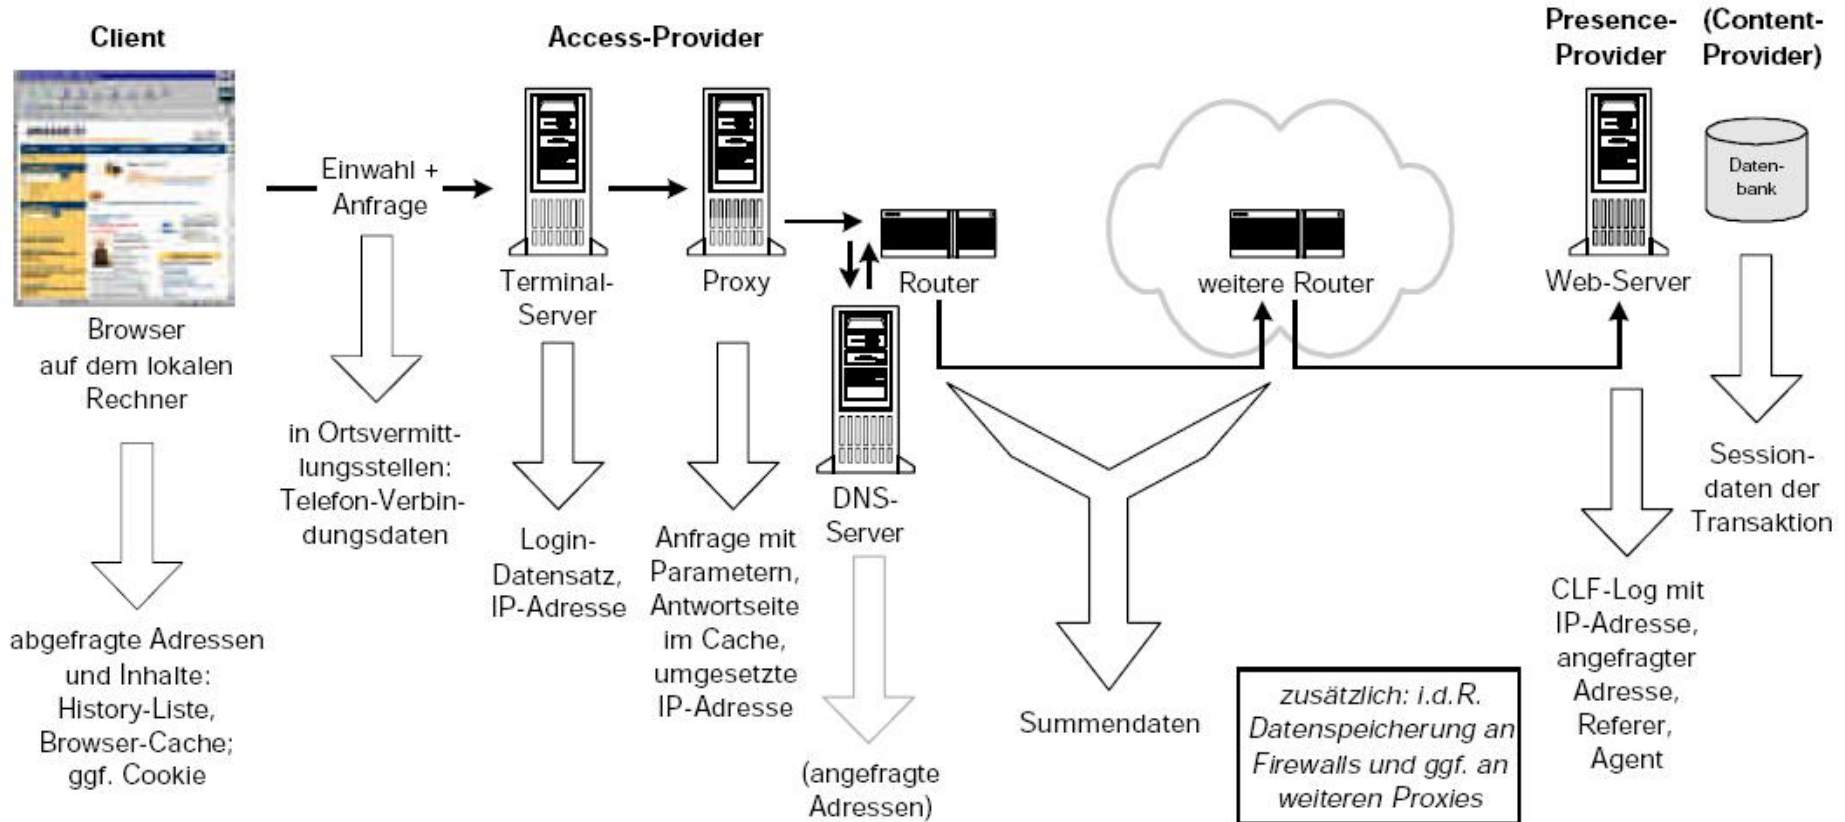 Client
Access-Provider
Presence-
Provider
(Content-
Provider)
Einwahl +
Anfrage
Terminal-
Server
Proxy
Router
weitere Router
Web-Server
Daten-
bank
Browser
auf dem lokalen
Rechner
in Ortsvermitt-
lungsstellen:
Telefon-Verbin-
dungsdaten
DNS-
Server
Session-
daten der
Transaktion
Login-
Datensatz,
IP-Adresse
Anfrage mit
Parametern,
Antwortseite
im Cache,
umgesetzte
IP-Adresse
abgefragte Adressen
und Inhalte:
History-Liste,
Browser-Cache;
ggf. Cookie
(angefragte
Adressen)
Summendaten
zusätzlich: i.d.R.
Datenspeicherung an
Firewalls und ggf. an
weiteren Proxies
CLF-Log mit
IP-Adresse,
angefragter
Adresse,
Referer,
Agent